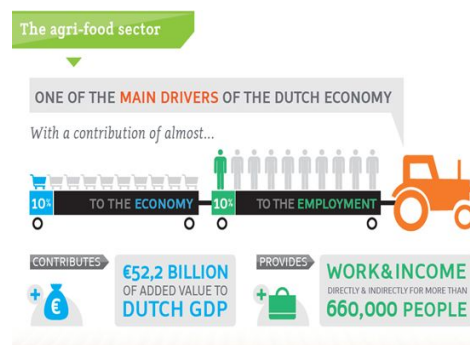 The agri-food sector
ONE OF THE MAIN DRIVERS OF THE DUTCH ECONOMY
With a contribution of almost...
10% TO THE ECONOMY
10% TO THE EMPLOYMENT
CONTRIBUTES
+ €
€52,2 BILLION
OF ADDED VALUE TO
DUTCH GDP
PROVIDES
+
WORK&INCOME
DIRECTLY & INDIRECTLY FOR MORE THAN
660,000 PEOPLE